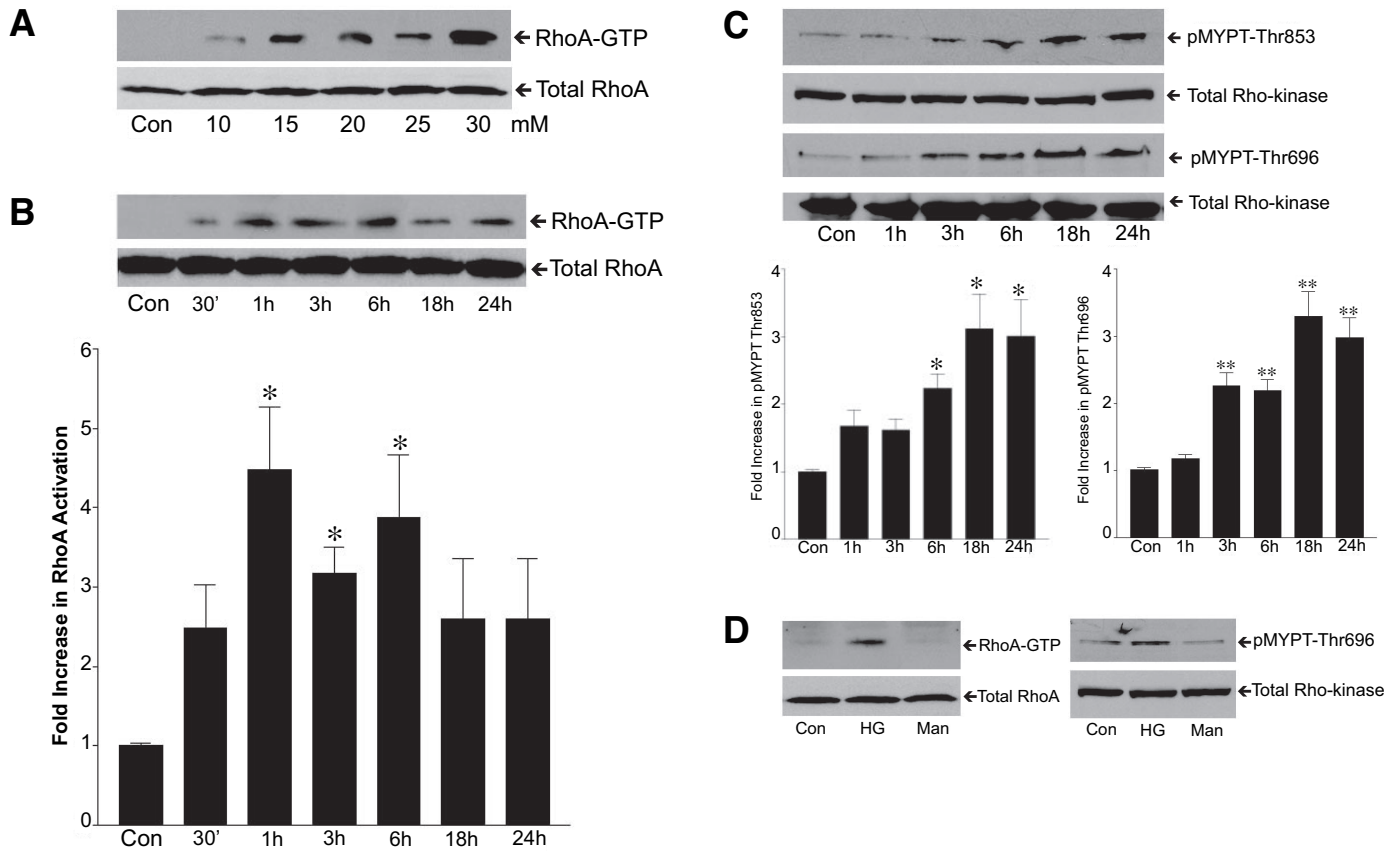 A
← RhoA-GTP
← Total RhoA
Con 10 15 20 25 30 mM
B
← RhoA-GTP
← Total RhoA
Con 30’ 1h 3h 6h 18h 24h
Fold Increase in RhoA Activation
6
5
4
3
2
1
0
*
*
*
Con 30’ 1h 3h 6h 18h 24h
C
← pMYPT-Thr853
← Total Rho-kinase
← pMYPT-Thr696
← Total Rho-kinase
Con 1h 3h 6h 18h 24h
Fold Increase in pMYPT Thr853
4
3
2
1
0
* * *
Con 1h 3h 6h 18h 24h
Fold Increase in pMYPT Thr696
4
3
2
1
0
** ** ** **
Con 1h 3h 6h 18h 24h
D
← RhoA-GTP
← Total RhoA
Con HG Man
← pMYPT-Thr696
← Total Rho-kinase
Con HG Man